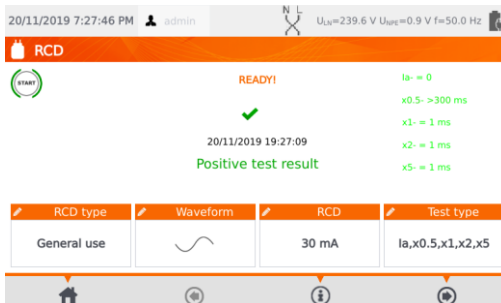 20/11/2019 7:27:46 PM admin N L U_LN=239.6 V U_NPE=0.9 V f=50.0 Hz
RCD
START
READY!
20/11/2019 19:27:09
Positive test result
Ia- = 0
x0.5- >300 ms
x1- = 1 ms
x2- = 1 ms
x5- = 1 ms
RCD type Waveform RCD Test type
General use 30 mA Ia,x0.5,x1,x2,x5